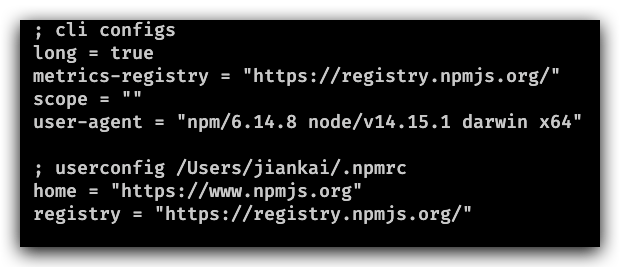 ; cli configs
long = true
metrics-registry = "https://registry.npmjs.org/"
scope = ""
user-agent = "npm/6.14.8 node/v14.15.1 darwin x64"
; userconfig /Users/jiankai/.npmrc
home = "https://www.npmjs.org"
registry = "https://registry.npmjs.org/"